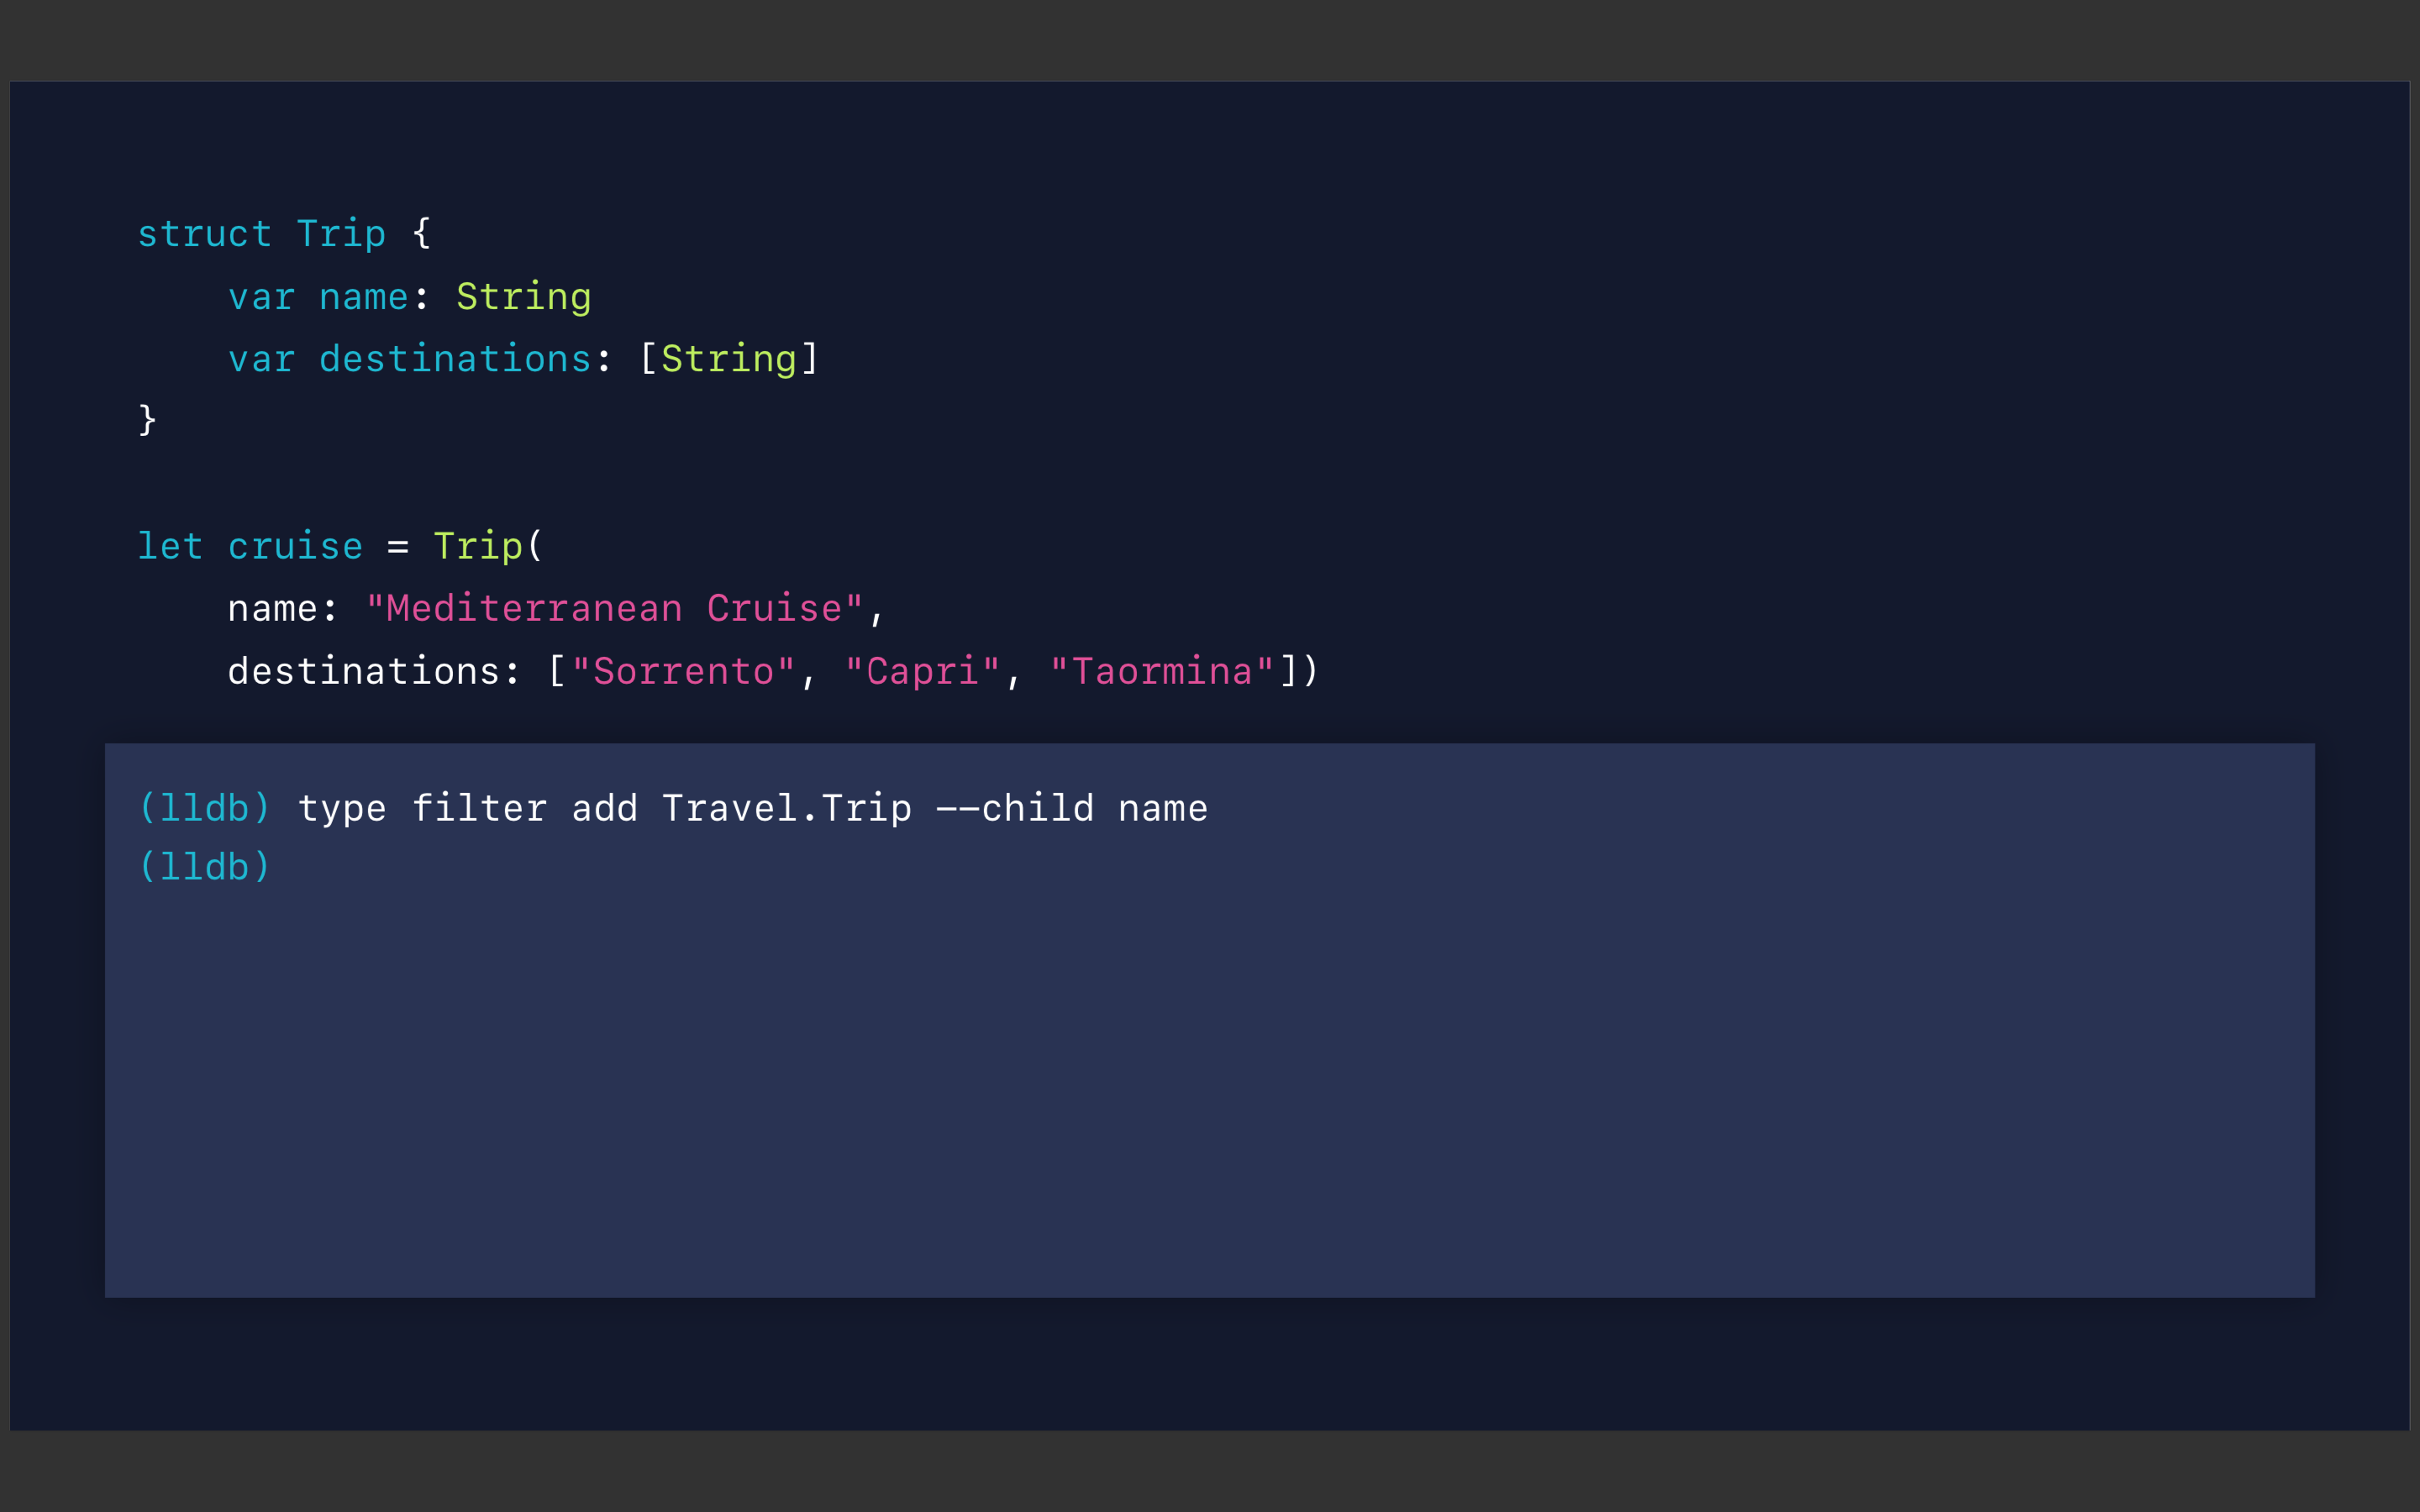 struct Trip {
    var name: String
    var destinations: [String]
}
let cruise = Trip(
    name: "Mediterranean Cruise",
    destinations: ["Sorrento", "Capri", "Taormina"])
(lldb) type filter add Travel.Trip --child name
(lldb)